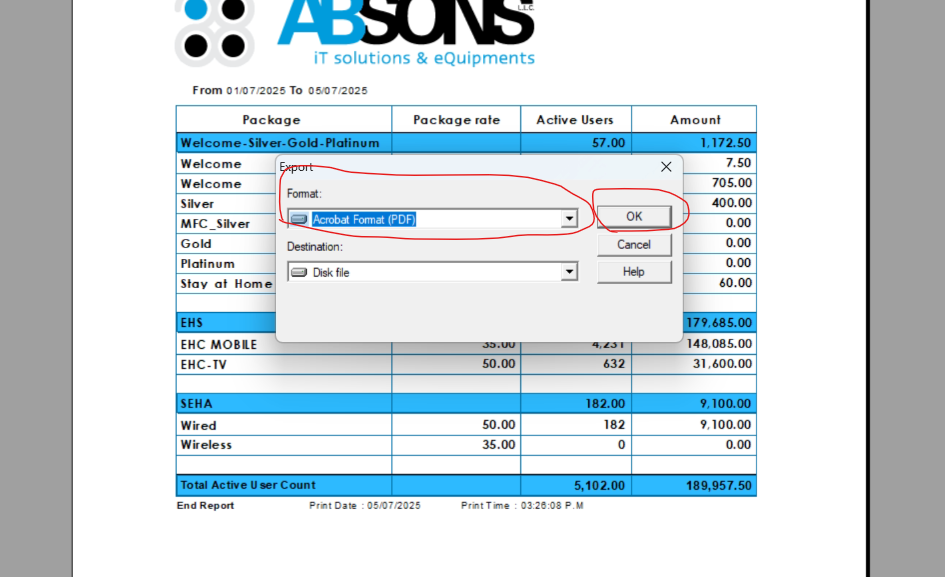 ABSONS LLC
iT solutions & eQuipments
From 01/07/2025 To 05/07/2025
Package Package rate Active Users Amount
Welcome-Silver-Gold-Platinum 57.00 1,172.50
Welcome 7.50
Welcome 705.00
Silver 400.00
MFC_Silver 0.00
Gold 0.00
Platinum 0.00
Stay at Home 60.00
Export
Format:
Acrobat Format (PDF)
OK
Cancel
Destination:
Disk file
Help
EHS 179,685.00
EHC MOBILE 35.00 4,231 148,085.00
EHC-TV 50.00 632 31,600.00
SEHA 182.00 9,100.00
Wired 50.00 182 9,100.00
Wireless 35.00 0 0.00
Total Active User Count 5,102.00 189,957.50
End Report Print Date : 05/07/2025 Print Time : 03:26:08 P.M